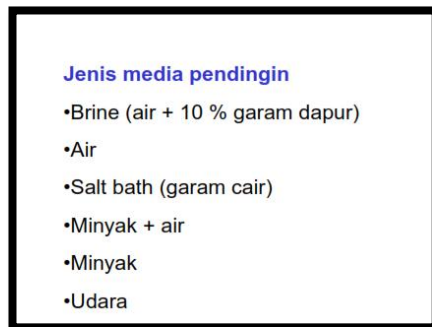 Jenis media pendingin
•Brine (air + 10 % garam dapur)
•Air
•Salt bath (garam cair)
•Minyak + air
•Minyak
•Udara